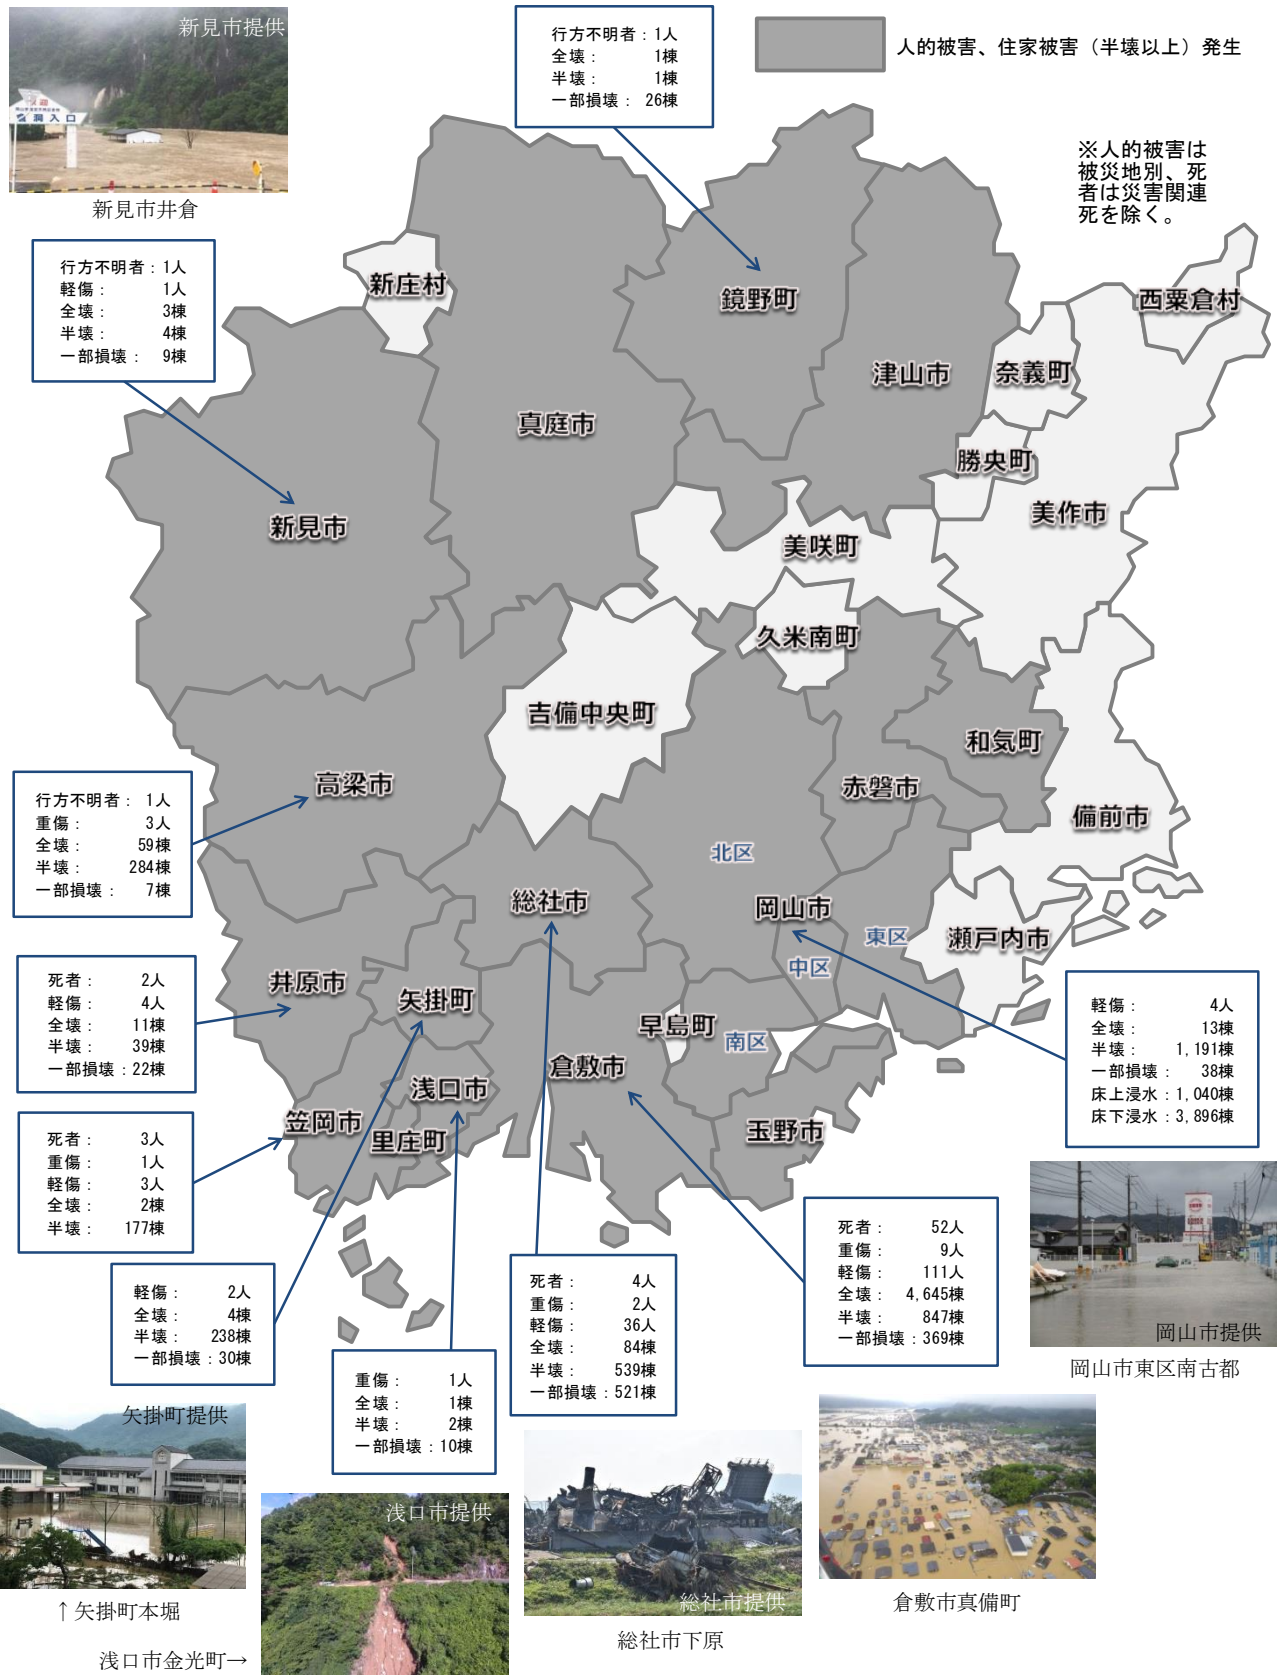 新見市提供
洞入口
新見市井倉
行方不明者：1人
全壊： 1棟
半壊： 1棟
一部損壊： 26棟
人的被害、住家被害（半壊以上）発生
※人的被害は
被災地別、死
者は災害関連
死を除く。
行方不明者：1人
軽傷： 1人
全壊： 3棟
半壊： 4棟
一部損壊： 9棟
新庄村
鏡野町
西粟倉村
津山市
奈義町
真庭市
勝央町
美作市
新見市
美咲町
久米南町
吉備中央町
和気町
高梁市
赤磐市
備前市
行方不明者： 1人
重傷： 3人
全壊： 59棟
半壊： 284棟
一部損壊： 7棟
北区
総社市
岡山市
東区
瀬戸内市
中区
井原市
矢掛町
早島町
南区
倉敷市
浅口市
笠岡市
里庄町
玉野市
死者： 2人
軽傷： 4人
全壊： 11棟
半壊： 39棟
一部損壊：22棟
軽傷： 4人
全壊： 13棟
半壊： 1,191棟
一部損壊： 38棟
床上浸水：1,040棟
床下浸水：3,896棟
死者： 3人
重傷： 1人
軽傷： 3人
全壊： 2棟
半壊： 177棟
死者： 52人
重傷： 9人
軽傷： 111人
全壊： 4,645棟
半壊： 847棟
一部損壊：369棟
軽傷： 2人
全壊： 4棟
半壊： 238棟
一部損壊：30棟
死者： 4人
重傷： 2人
軽傷： 36人
全壊： 84棟
半壊： 539棟
一部損壊：521棟
重傷： 1人
全壊： 1棟
半壊： 2棟
一部損壊：10棟
岡山市提供
岡山市東区南古都
矢掛町提供
↑矢掛町本堀
浅口市提供
浅口市金光町→
総社市提供
総社市下原
倉敷市真備町